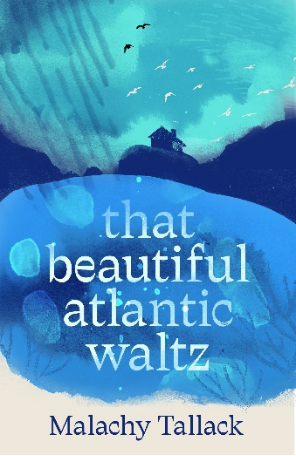 that
beautiful
atlantic
waltz
Malachy Tallack